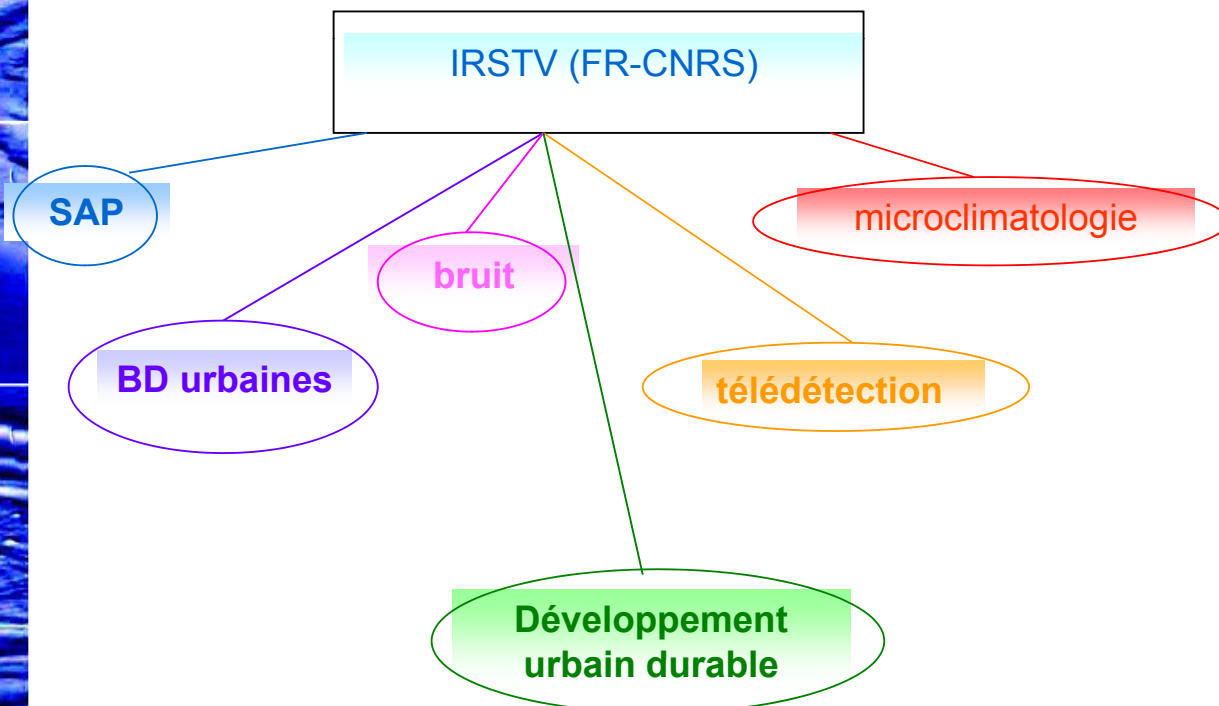 IRSTV (FR-CNRS)
SAP
microclimatologie
bruit
BD urbaines
télédétection
Développement
urbain durable